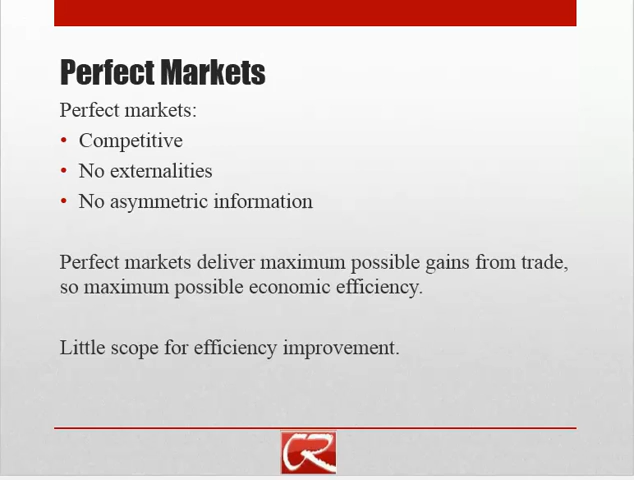 Perfect Markets
Perfect markets:
• Competitive
• No externalities
• No asymmetric information
Perfect markets deliver maximum possible gains from trade,
so maximum possible economic efficiency.
Little scope for efficiency improvement.
CR